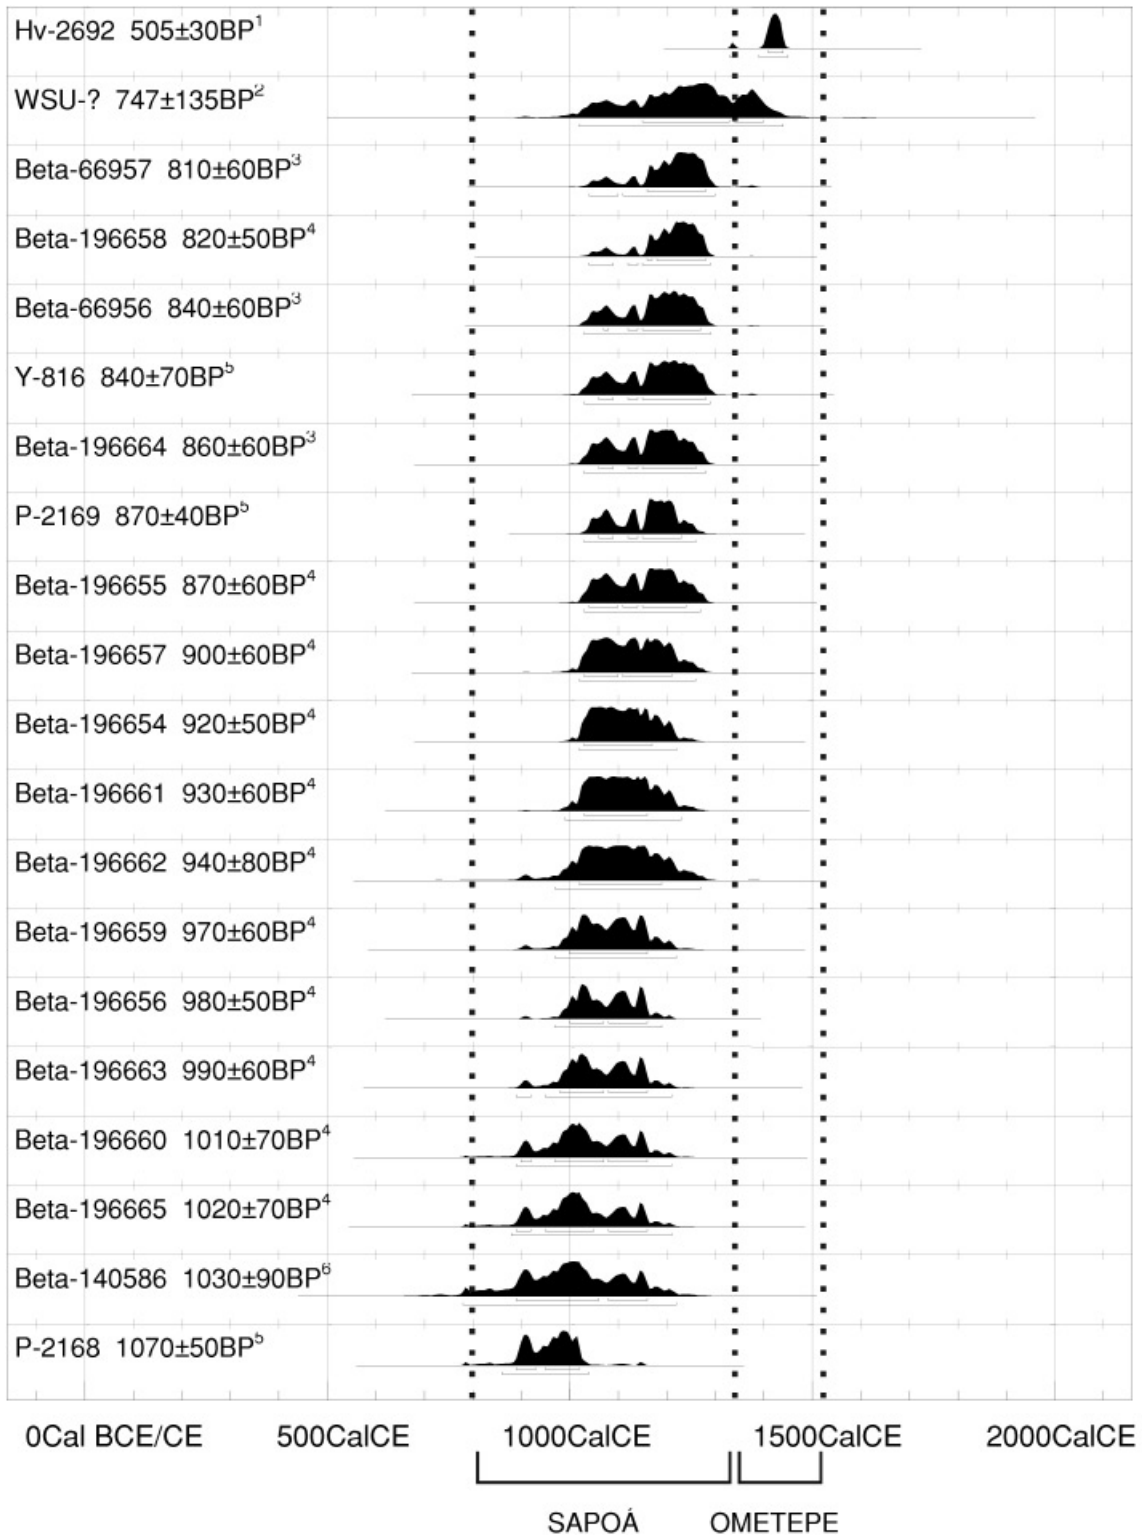 Hv-2692 505±30BP¹
WSU-? 747±135BP²
Beta-66957 810±60BP³
Beta-196658 820±50BP⁴
Beta-66956 840±60BP³
Y-816 840±70BP⁵
Beta-196664 860±60BP³
P-2169 870±40BP⁵
Beta-196655 870±60BP⁴
Beta-196657 900±60BP⁴
Beta-196654 920±50BP⁴
Beta-196661 930±60BP⁴
Beta-196662 940±80BP⁴
Beta-196659 970±60BP⁴
Beta-196656 980±50BP⁴
Beta-196663 990±60BP⁴
Beta-196660 1010±70BP⁴
Beta-196665 1020±70BP⁴
Beta-140586 1030±90BP⁶
P-2168 1070±50BP⁵
0Cal BCE/CE 500CalCE 1000CalCE 1500CalCE 2000CalCE
SAPOÁ OMETEPE